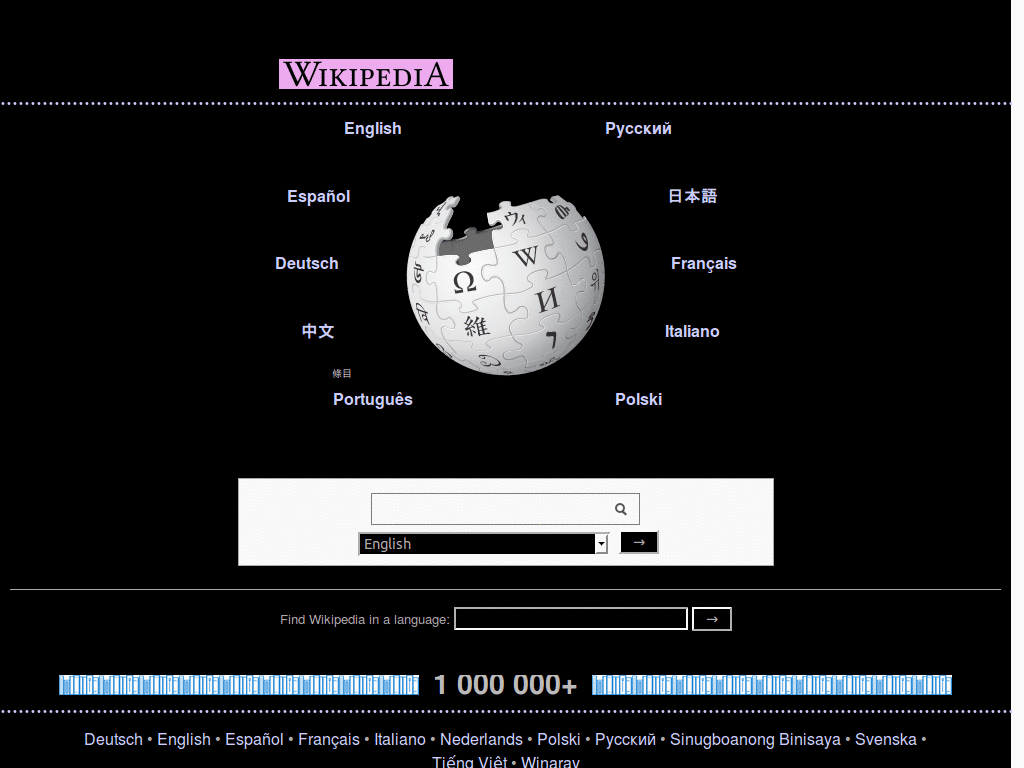 WIKIPEDIA
English Русский
Español 日本語
Deutsch Français
中文 Italiano
條目
Português Polski
English →
Find Wikipedia in a language: →
1 000 000+
Deutsch • English • Español • Français • Italiano • Nederlands • Polski • Русский • Sinugboanong Binisaya • Svenska •
Tiếng Việt • Winaray